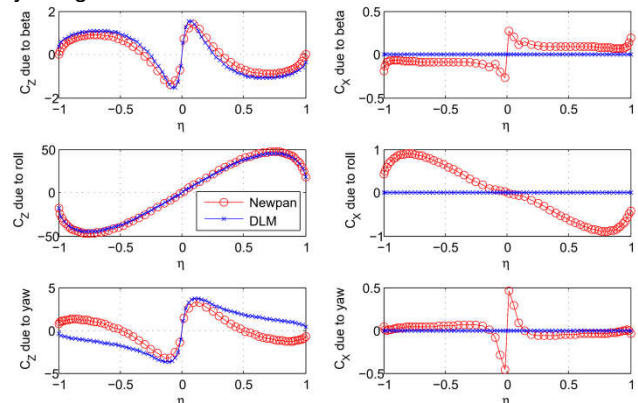 C_Z due to beta
2
0
2
−1 −0.5 0 0.5 1
η
C_X due to beta
0.5
0
−0.5
−1 −0.5 0 0.5 1
η
C_Z due to roll
50
0
−50
−1 −0.5 0 0.5 1
η
Newpan
DLM
C_X due to roll
1
0
−1
−1 −0.5 0 0.5 1
η
C_Z due to yaw
5
0
−5
−1 −0.5 0 0.5 1
η
C_X due to yaw
0.5
0
−0.5
−1 −0.5 0 0.5 1
η